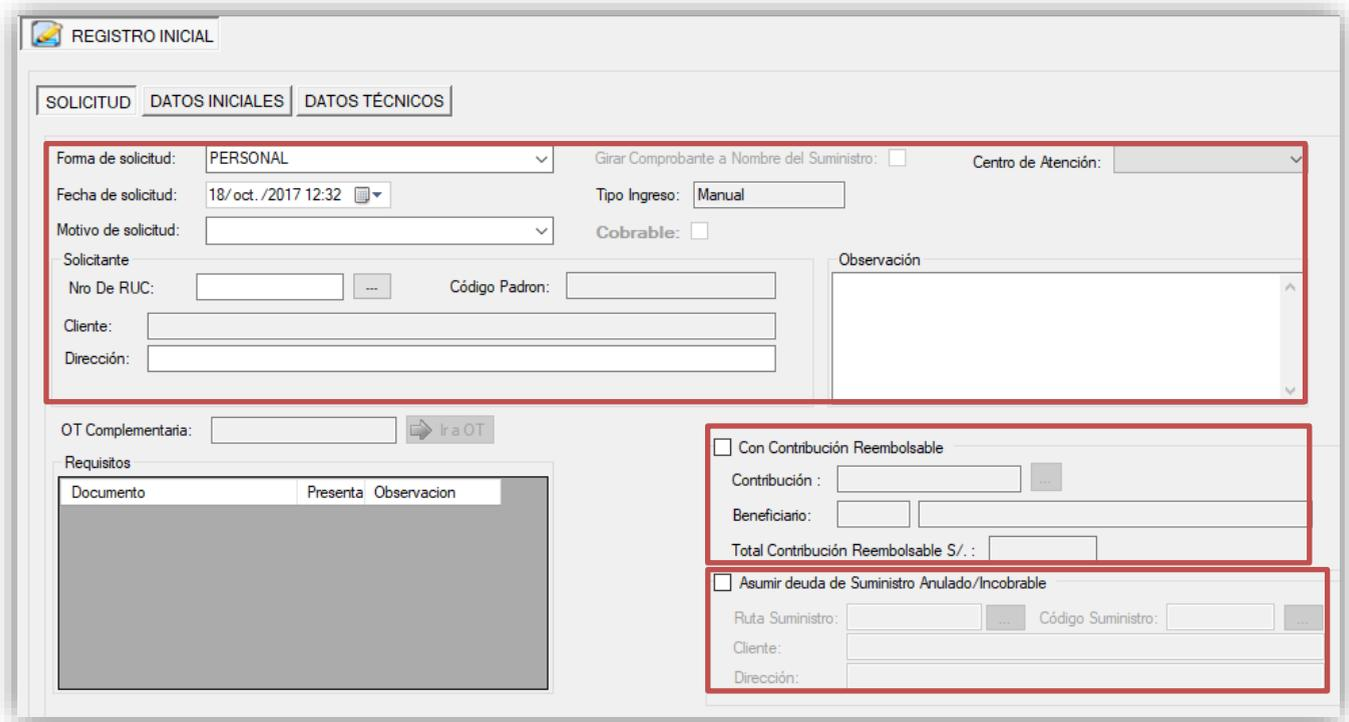 REGISTRO INICIAL
SOLICITUD DATOS INICIALES DATOS TÉCNICOS
Forma de solicitud: PERSONAL Girar Comprobante a Nombre del Suministro: Centro de Atención:
Fecha de solicitud: 18/ oct. /2017 12:32 Tipo Ingreso: Manual
Motivo de solicitud: Cobrable:
Solicitante Observación
Nro De RUC: ... Código Padron:
Cliente:
Dirección:
OT Complementaria: Ir a OT
Requisitos
Documento Presenta Observacion
Con Contribución Reembolsable
Contribución : ...
Beneficiario:
Total Contribución Reembolsable S/. :
Asumir deuda de Suministro Anulado/Incobrable
Ruta Suministro: ... Código Suministro: ...
Cliente:
Dirección: